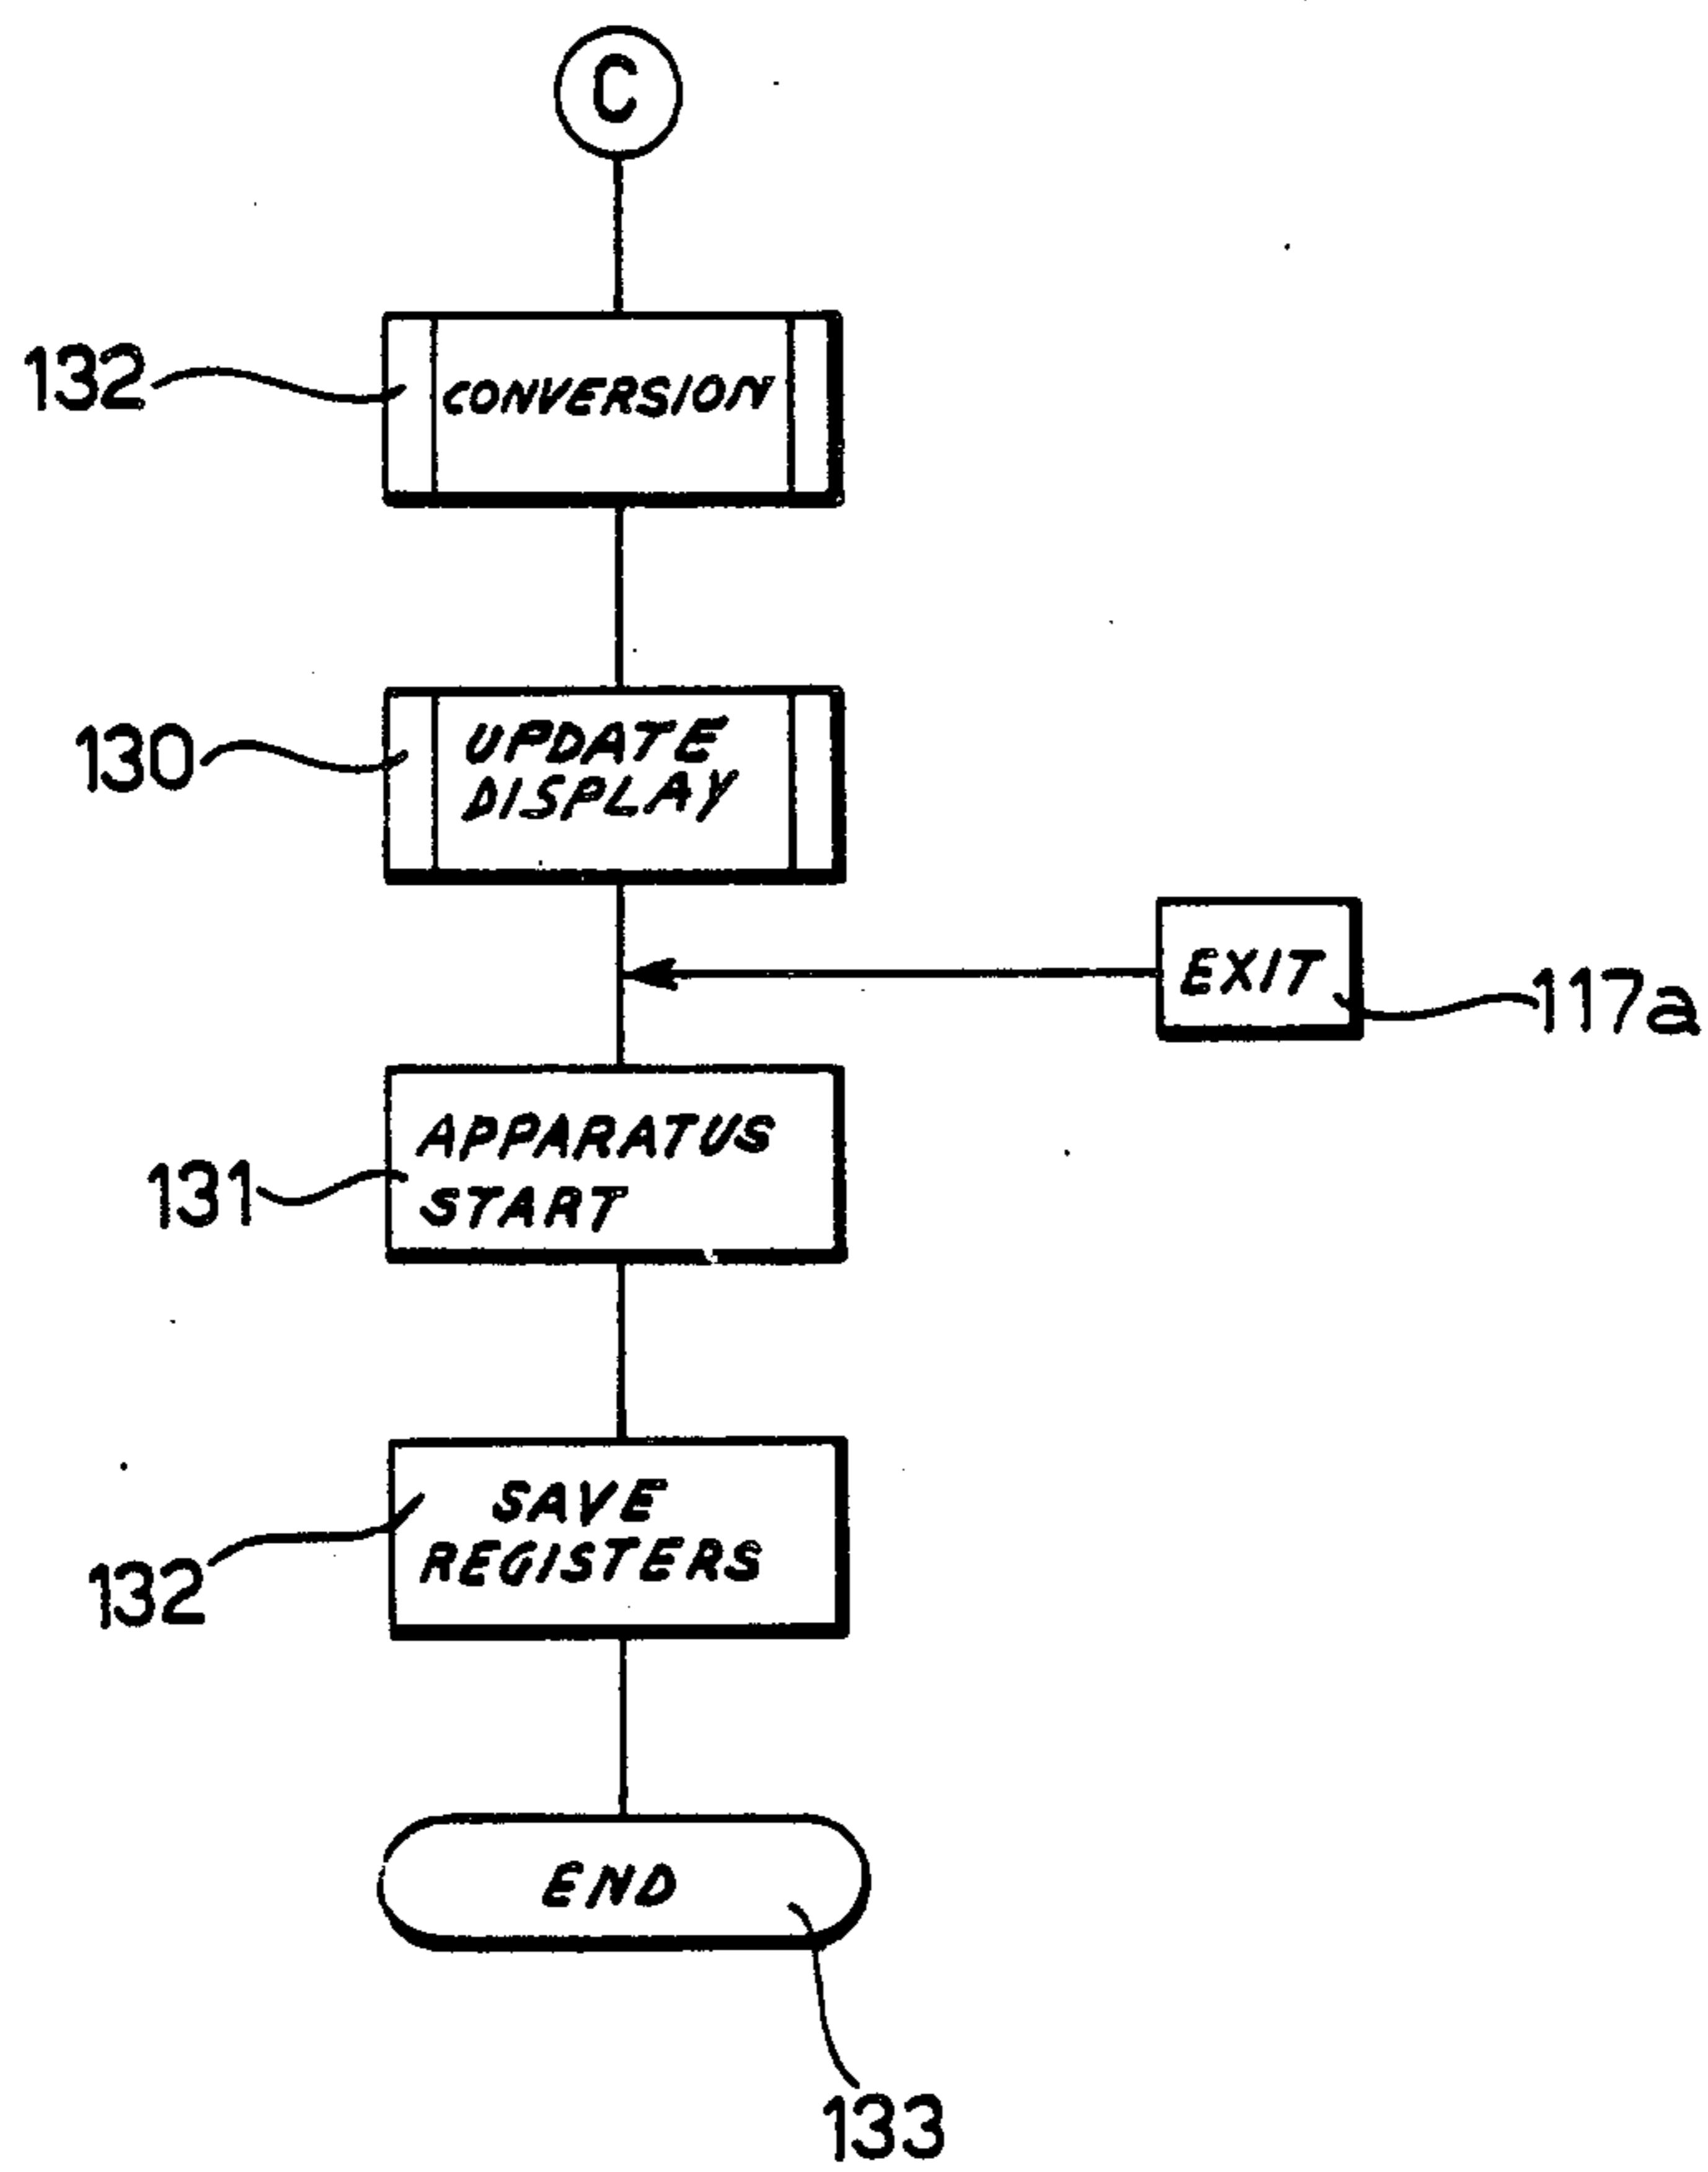 C
132
CONVERSION
130
UPDATE
DISPLAY
EXIT
117a
131
APPARATUS
START
132
SAVE
REGISTERS
END
133